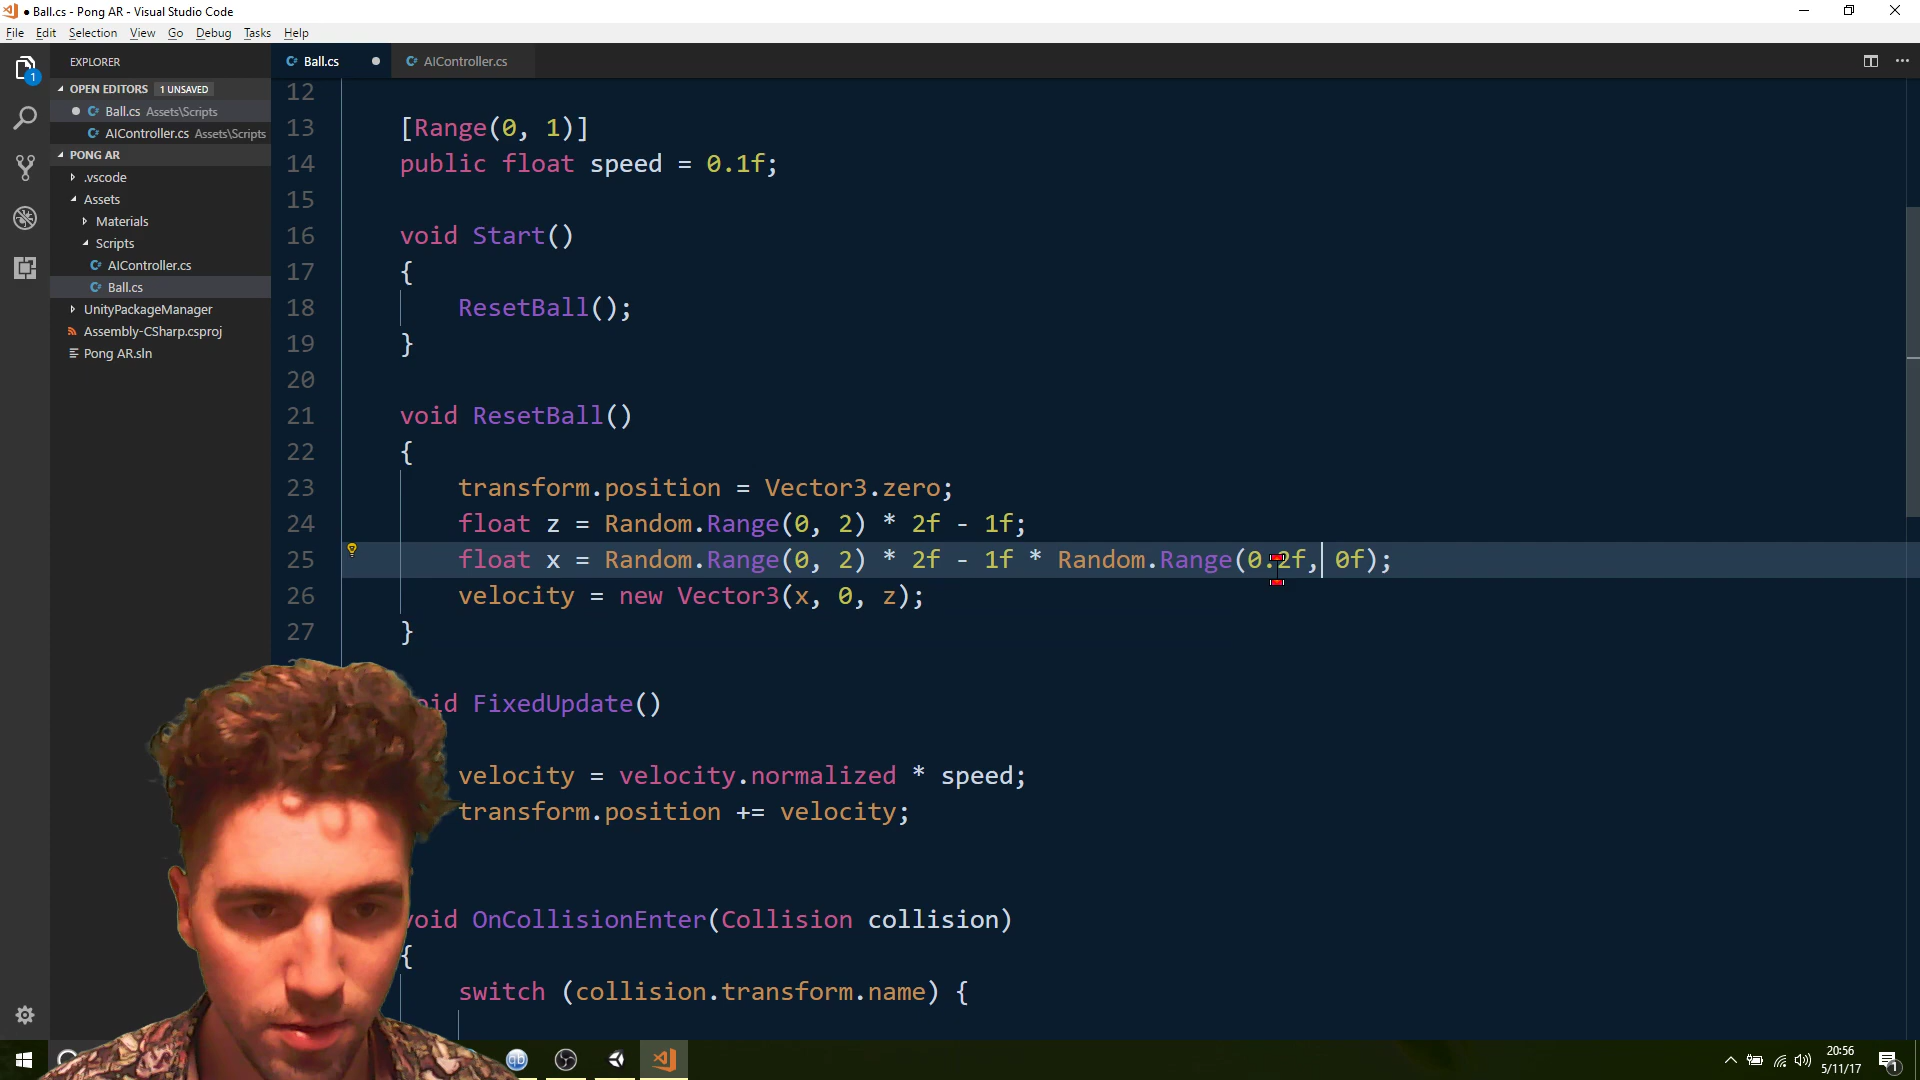 ● Ball.cs - Pong AR - Visual Studio Code
File Edit Selection View Go Debug Tasks Help
EXPLORER
OPEN EDITORS 1 UNSAVED
Ball.cs Assets\Scripts
AIController.cs Assets\Scripts
PONG AR
.vscode
Assets
Materials
Scripts
AIController.cs
Ball.cs
UnityPackageManager
Assembly-CSharp.csproj
Pong AR.sln
1
Ball.cs AIController.cs
12
13 [Range(0, 1)]
14 public float speed = 0.1f;
15
16 void Start()
17 {
18 ResetBall();
19 }
20
21 void ResetBall()
22 {
23 transform.position = Vector3.zero;
24 float z = Random.Range(0, 2) * 2f - 1f;
25 float x = Random.Range(0, 2) * 2f - 1f * Random.Range(0.2f, 0f);
26 velocity = new Vector3(x, 0, z);
27 }
FixedUpdate()
velocity = velocity.normalized * speed;
transform.position += velocity;
void OnCollisionEnter(Collision collision)
{
switch (collision.transform.name) {
qb
20:56
5/11/17
1